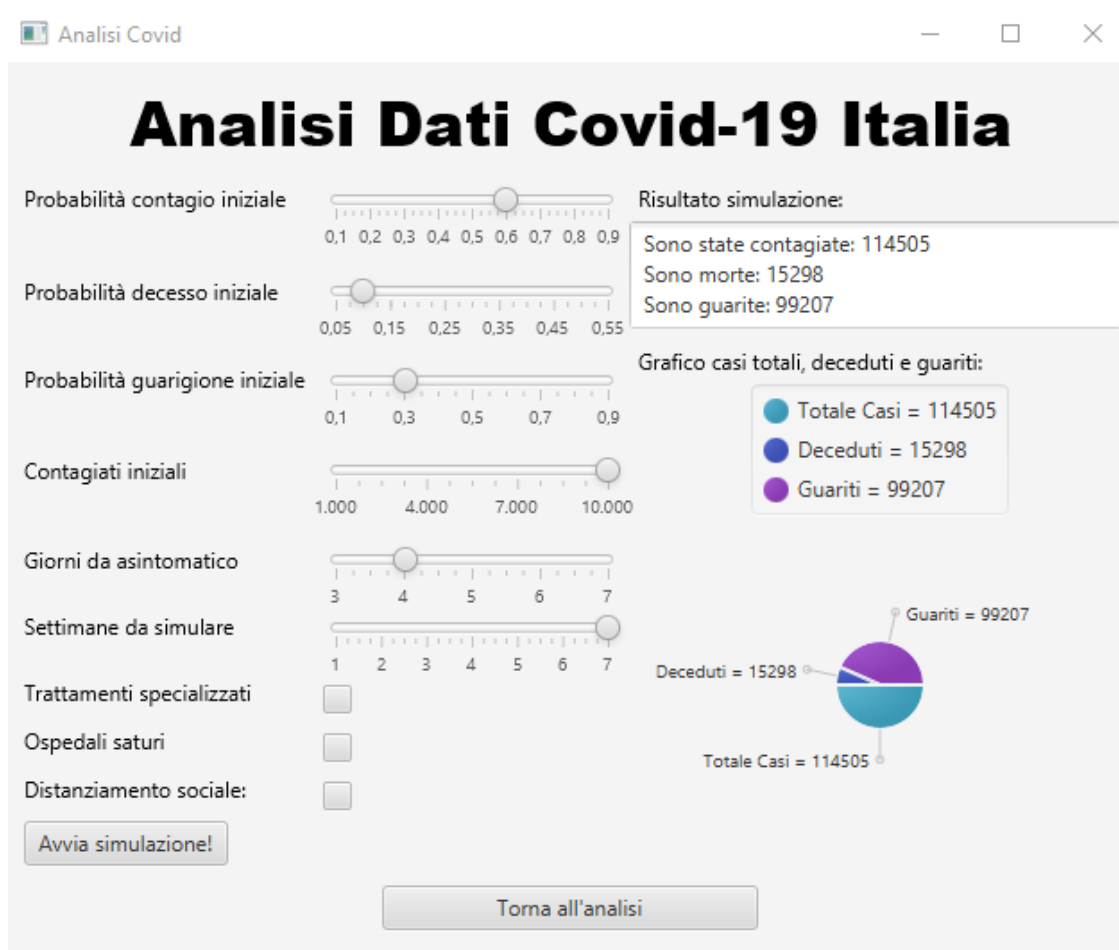 Analisi Covid
Analisi Dati Covid-19 Italia
Probabilità contagio iniziale
0,1 0,2 0,3 0,4 0,5 0,6 0,7 0,8 0,9
Probabilità decesso iniziale
0,05 0,15 0,25 0,35 0,45 0,55
Probabilità guarigione iniziale
0,1 0,3 0,5 0,7 0,9
Contagiati iniziali
1.000 4.000 7.000 10.000
Giorni da asintomatico
3 4 5 6 7
Settimane da simulare
1 2 3 4 5 6 7
Trattamenti specializzati
Ospedali saturi
Distanziamento sociale:
Avvia simulazione!
Risultato simulazione:
Sono state contagiate: 114505
Sono morte: 15298
Sono guarite: 99207
Grafico casi totali, deceduti e guariti:
Totale Casi = 114505
Deceduti = 15298
Guariti = 99207
Guariti = 99207
Deceduti = 15298
Totale Casi = 114505
Torna all'analisi